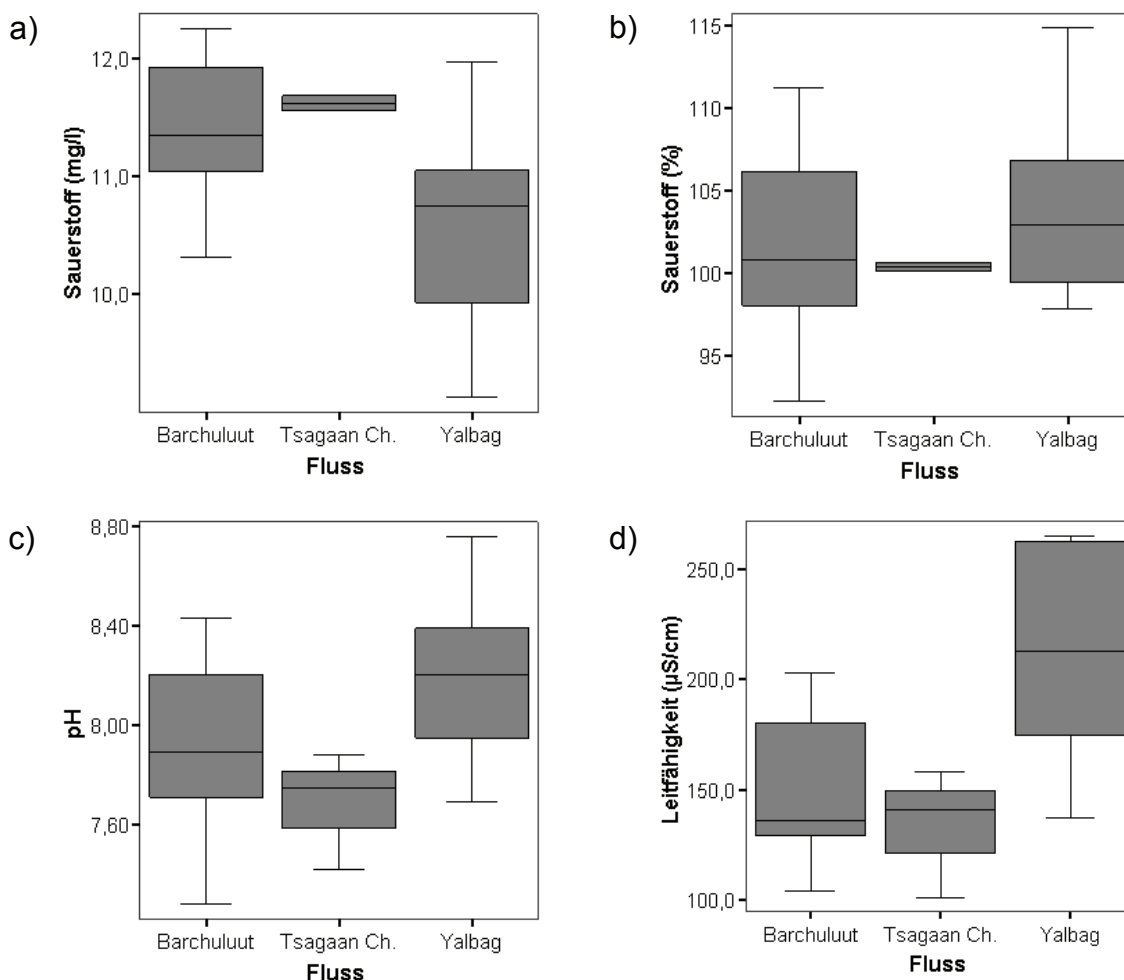 a)
Sauerstoff (mg/l)
12,0
11,0
10,0
Barchuluut Tsagaan Ch. Yalbag
Fluss
b)
Sauerstoff (%)
115
110
105
100
95
Barchuluut Tsagaan Ch. Yalbag
Fluss
c)
pH
8,80
8,40
8,00
7,60
Barchuluut Tsagaan Ch. Yalbag
Fluss
d)
Leitfähigkeit (µS/cm)
250,0
200,0
150,0
100,0
Barchuluut Tsagaan Ch. Yalbag
Fluss